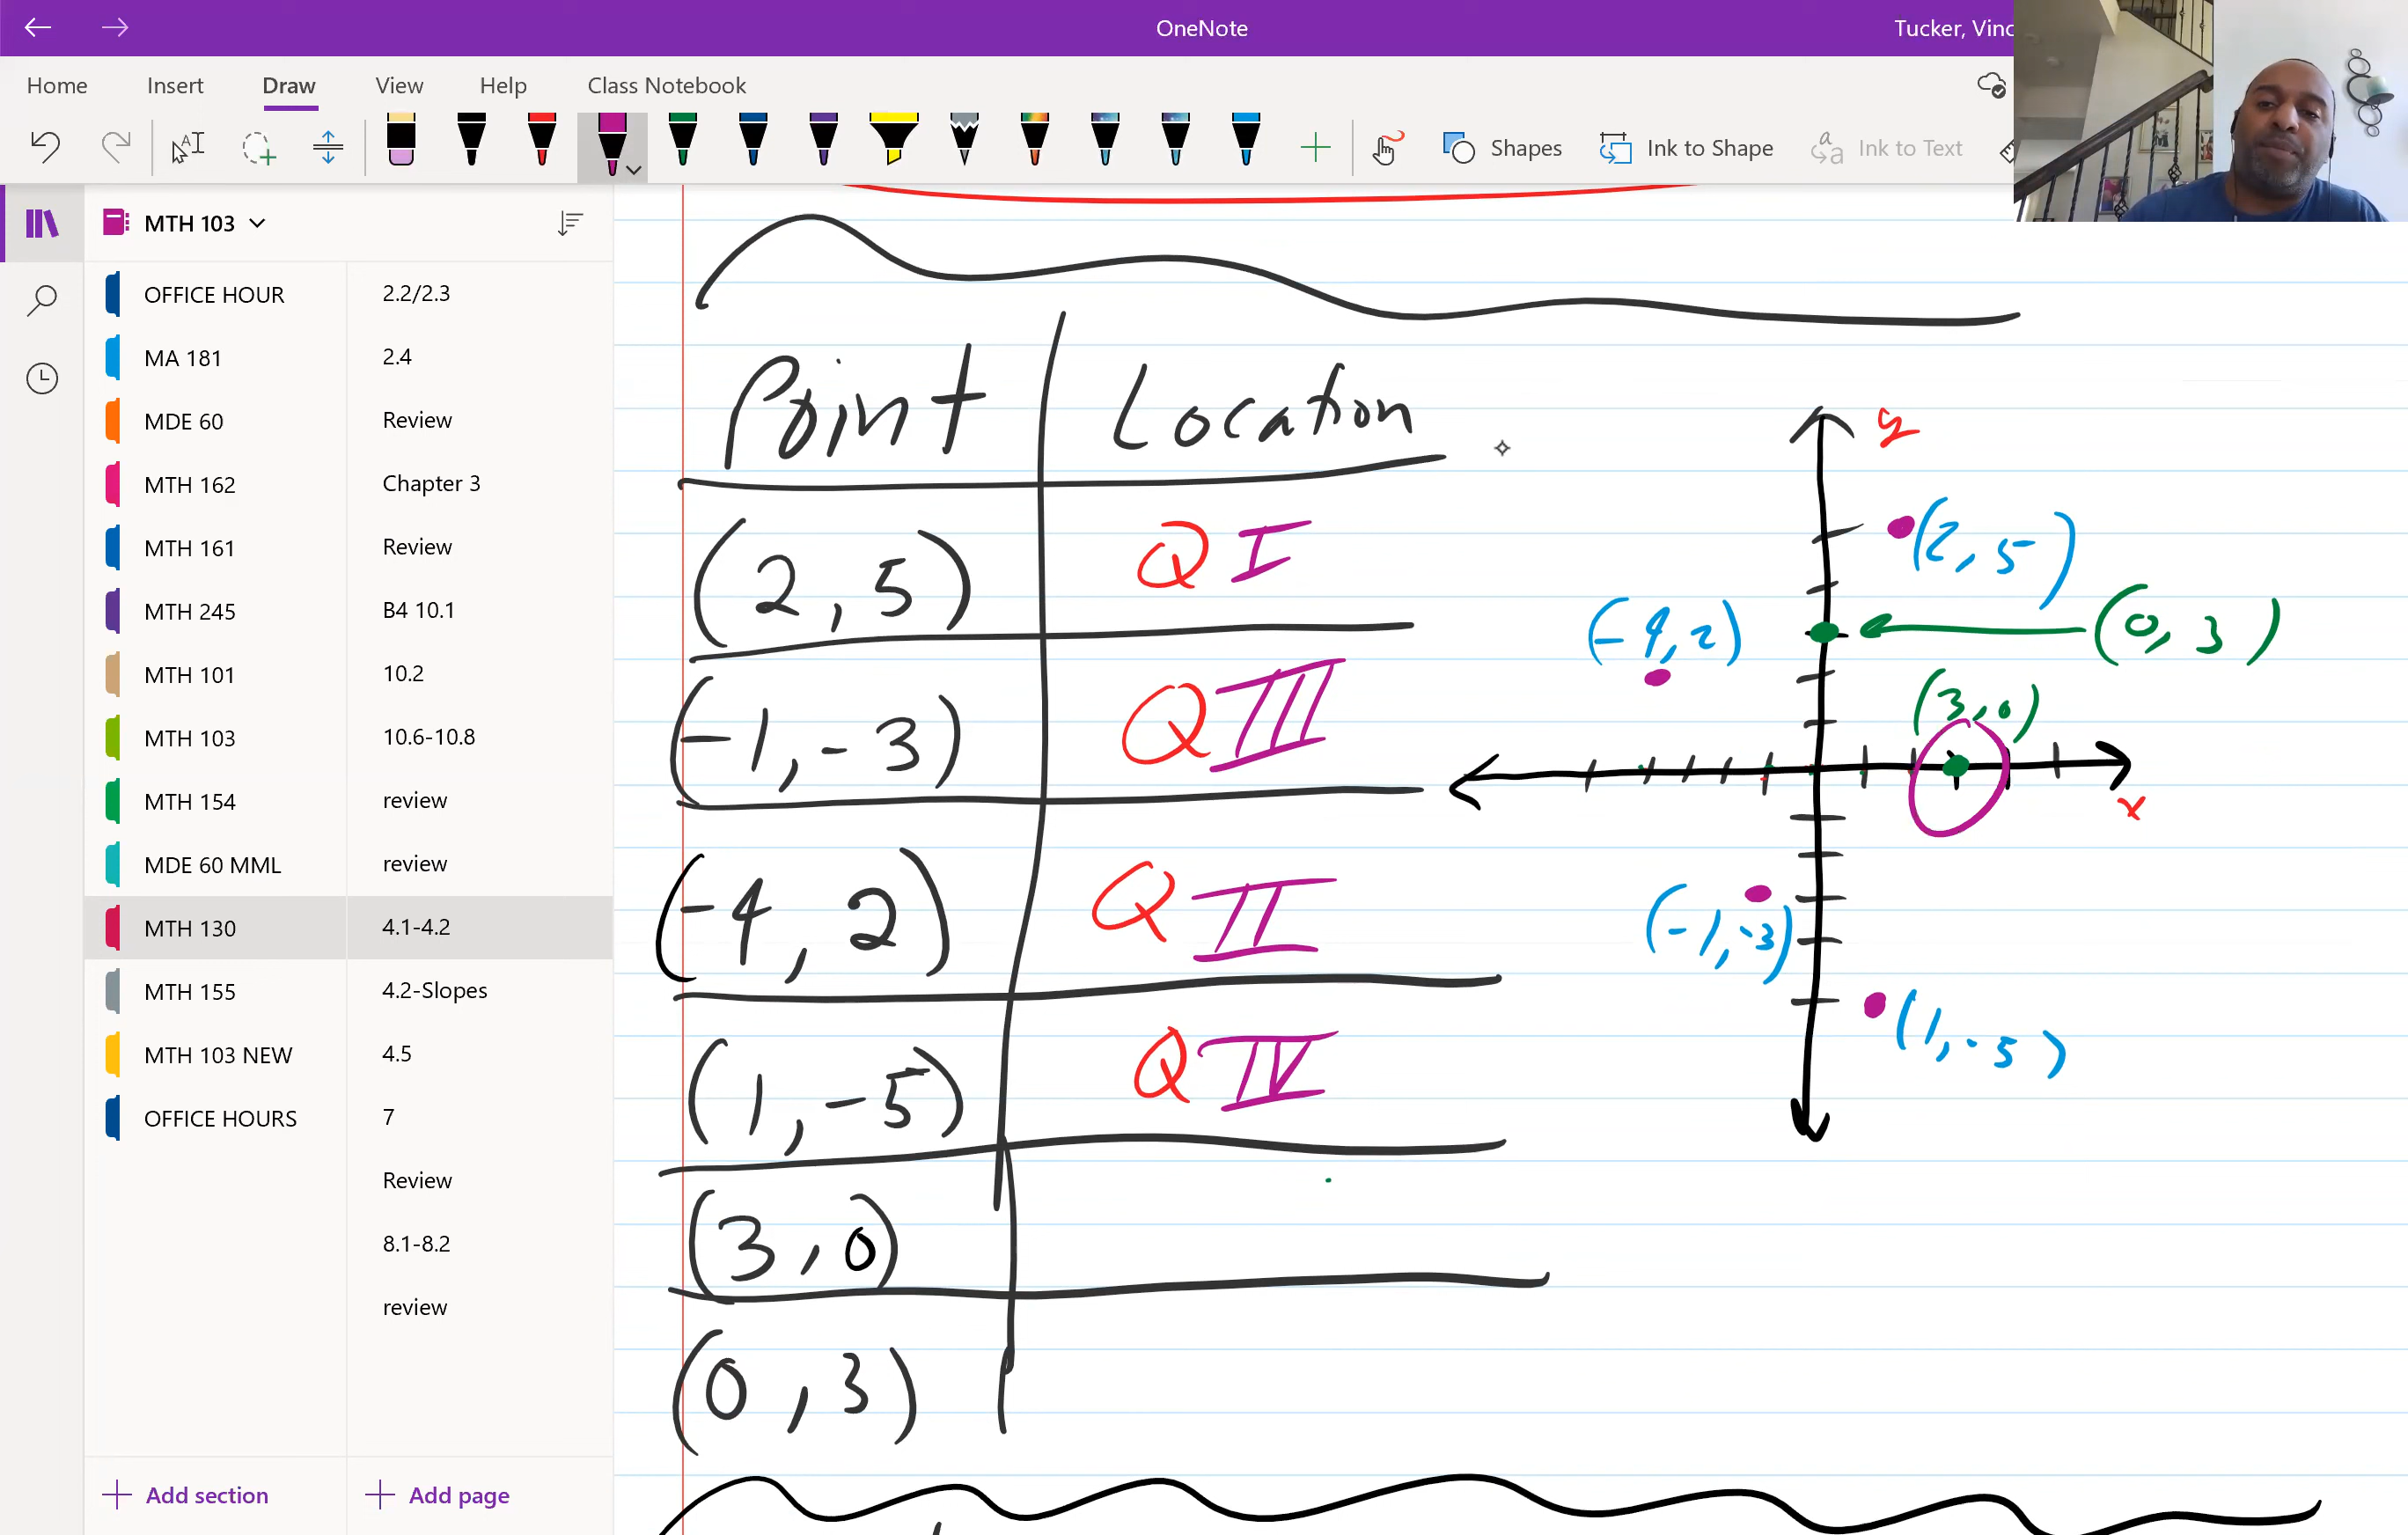 OneNote
Tucker, Vinc
Home Insert Draw View Help Class Notebook
Shapes Ink to Shape Ink to Text
MTH 103
OFFICE HOUR
MA 181
MDE 60
MTH 162
MTH 161
MTH 245
MTH 101
MTH 103
MTH 154
MDE 60 MML
MTH 130
MTH 155
MTH 103 NEW
OFFICE HOURS
Add section
2.2/2.3
2.4
Review
Chapter 3
Review
B4 10.1
10.2
10.6-10.8
review
review
4.1-4.2
4.2-Slopes
4.5
7
Review
8.1-8.2
review
Add page
Point Location
(2, 5) Q I
(-1, -3) Q III
(-4, 2) Q II
(1, -5) Q IV
(3, 0)
(0, 3)
y
(2, 5)
(-4, 2)
(0, 3)
(3, 0)
x
(-1, -3)
(1, -5)